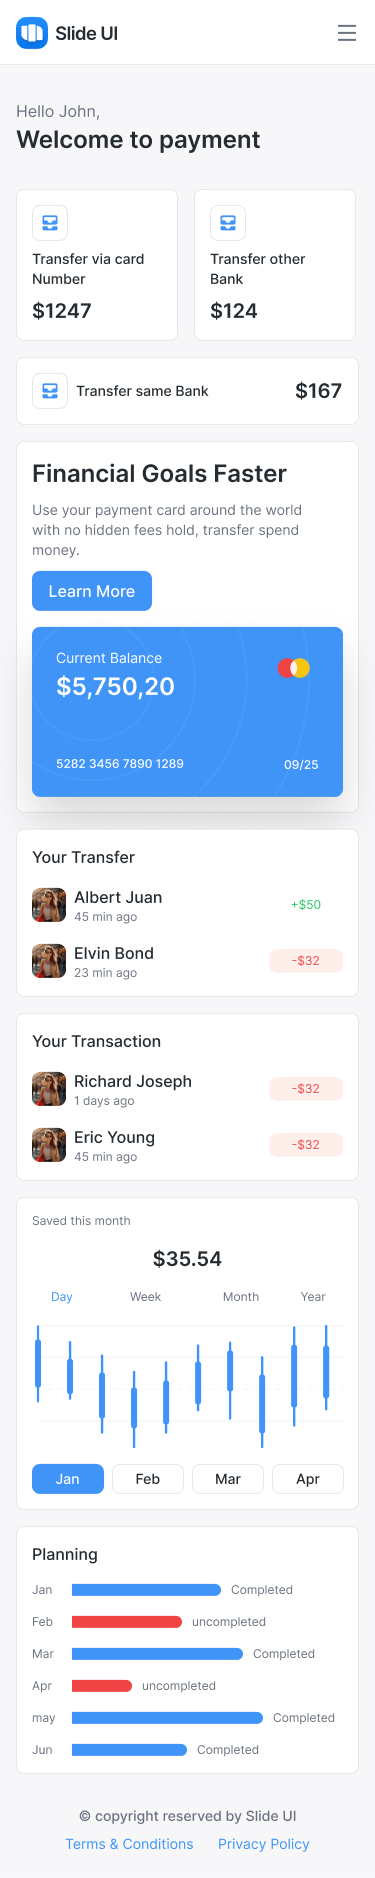 Slide UI
Hello John,
Welcome to payment
Transfer via card
Number
$1247
Transfer other
Bank
$124
Transfer same Bank
$167
Financial Goals Faster
Use your payment card around the world
with no hidden fees hold, transfer spend
money.
Learn More
Current Balance
$5,750,20
5282 3456 7890 1289
09/25
Your Transfer
Albert Juan
45 min ago
+$50
Elvin Bond
23 min ago
-$32
Your Transaction
Richard Joseph
1 days ago
-$32
Eric Young
45 min ago
-$32
Saved this month
$35.54
Day
Week
Month
Year
Jan
Feb
Mar
Apr
Planning
Jan
Completed
Feb
uncompleted
Mar
Completed
Apr
uncompleted
may
Completed
Jun
Completed
© copyright reserved by Slide UI
Terms & Conditions
Privacy Policy